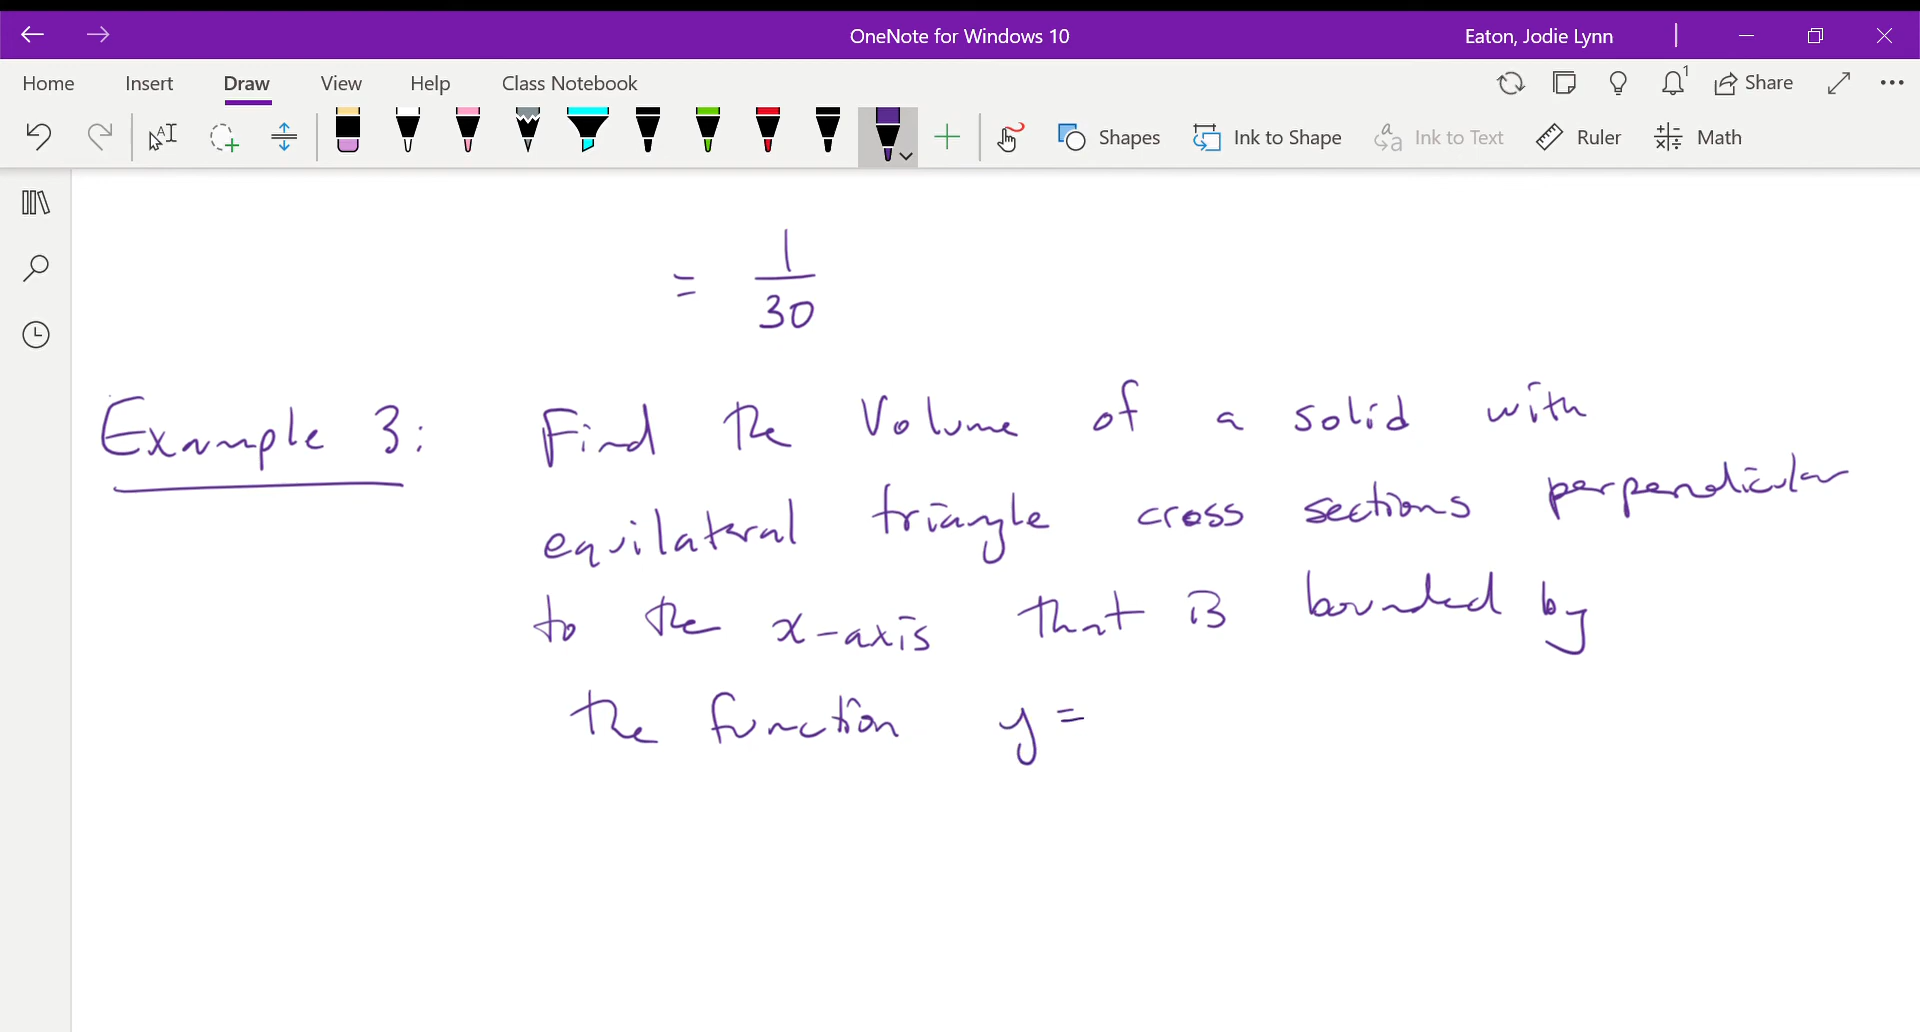 OneNote for Windows 10
Eaton, Jodie Lynn
Home Insert Draw View Help Class Notebook
1 Share
Shapes Ink to Shape Ink to Text Ruler Math
= 1/30
Example 3: Find the Volume of a solid with
equilateral triangle cross sections perpendicular
to the x-axis that is bounded by
the function y =